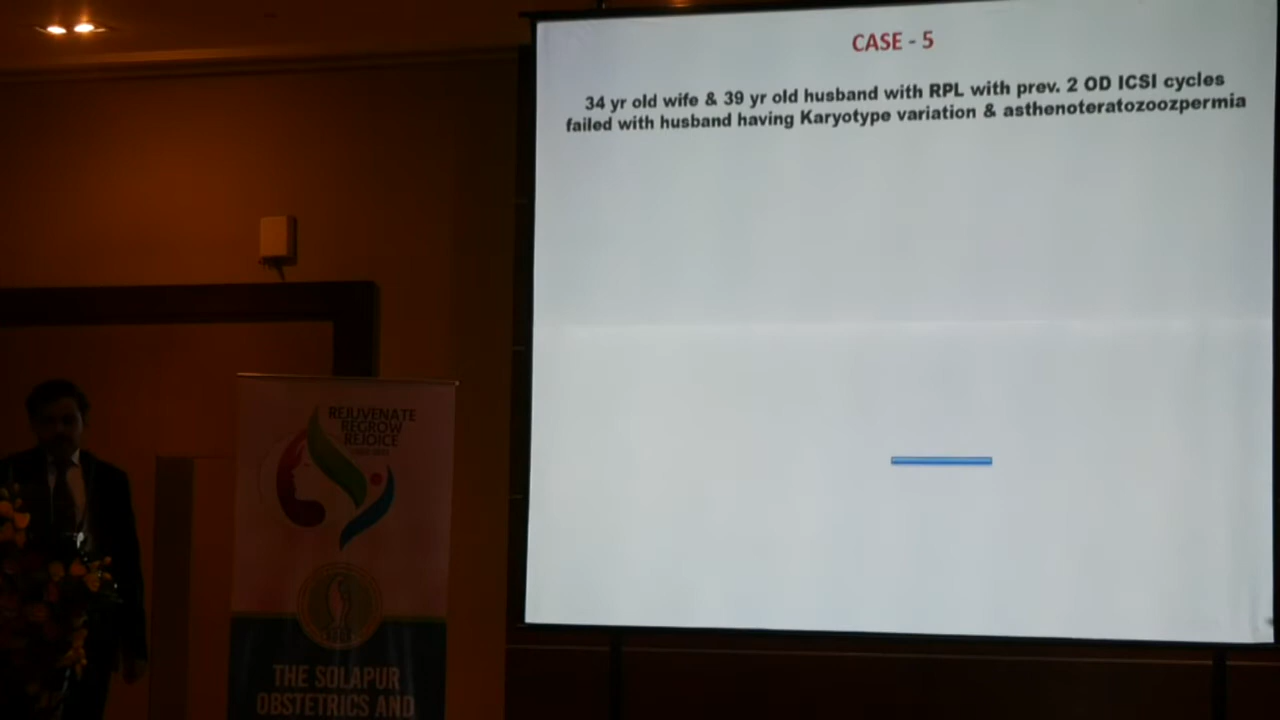 CASE - 5
34 yr old wife & 39 yr old husband with RPL with prev. 2 OD ICSI cycles
failed with husband having Karyotype variation & asthenoteratozoozpermia
REJUVENATE
REGROW
REJOICE
THE SOLAPUR
OBSTETRICS AND